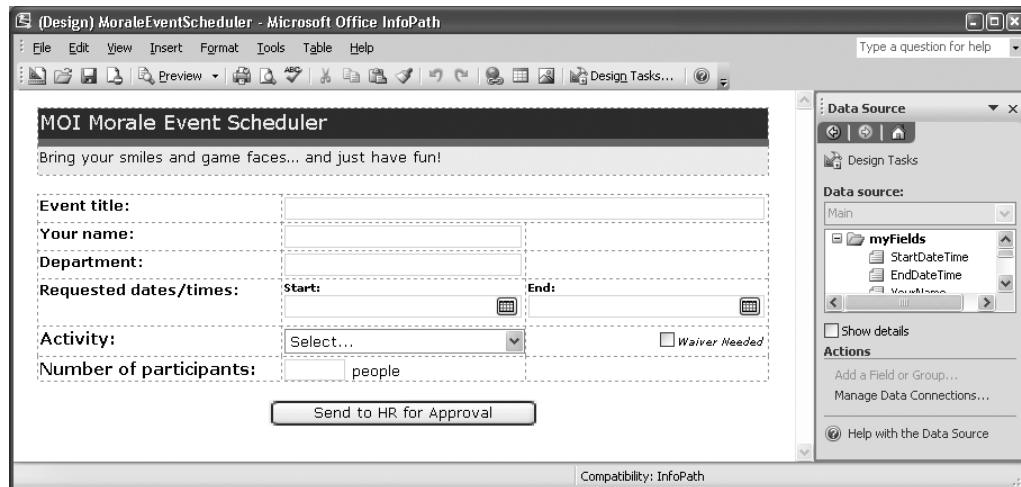 (Design) MoraleEventScheduler - Microsoft Office InfoPath
File Edit View Insert Format Tools Table Help
Type a question for help
Preview
ABC
Design Tasks...
MOI Morale Event Scheduler
Bring your smiles and game faces... and just have fun!
Event title:
Your name:
Department:
Requested dates/times:
Start:
End:
Activity:
Select...
Waiver Needed
Number of participants:
people
Send to HR for Approval
Data Source
Design Tasks
Data source:
Main
myFields
StartDateTime
EndDateTime
YourName
Show details
Actions
Add a Field or Group...
Manage Data Connections...
Help with the Data Source
Compatibility: InfoPath